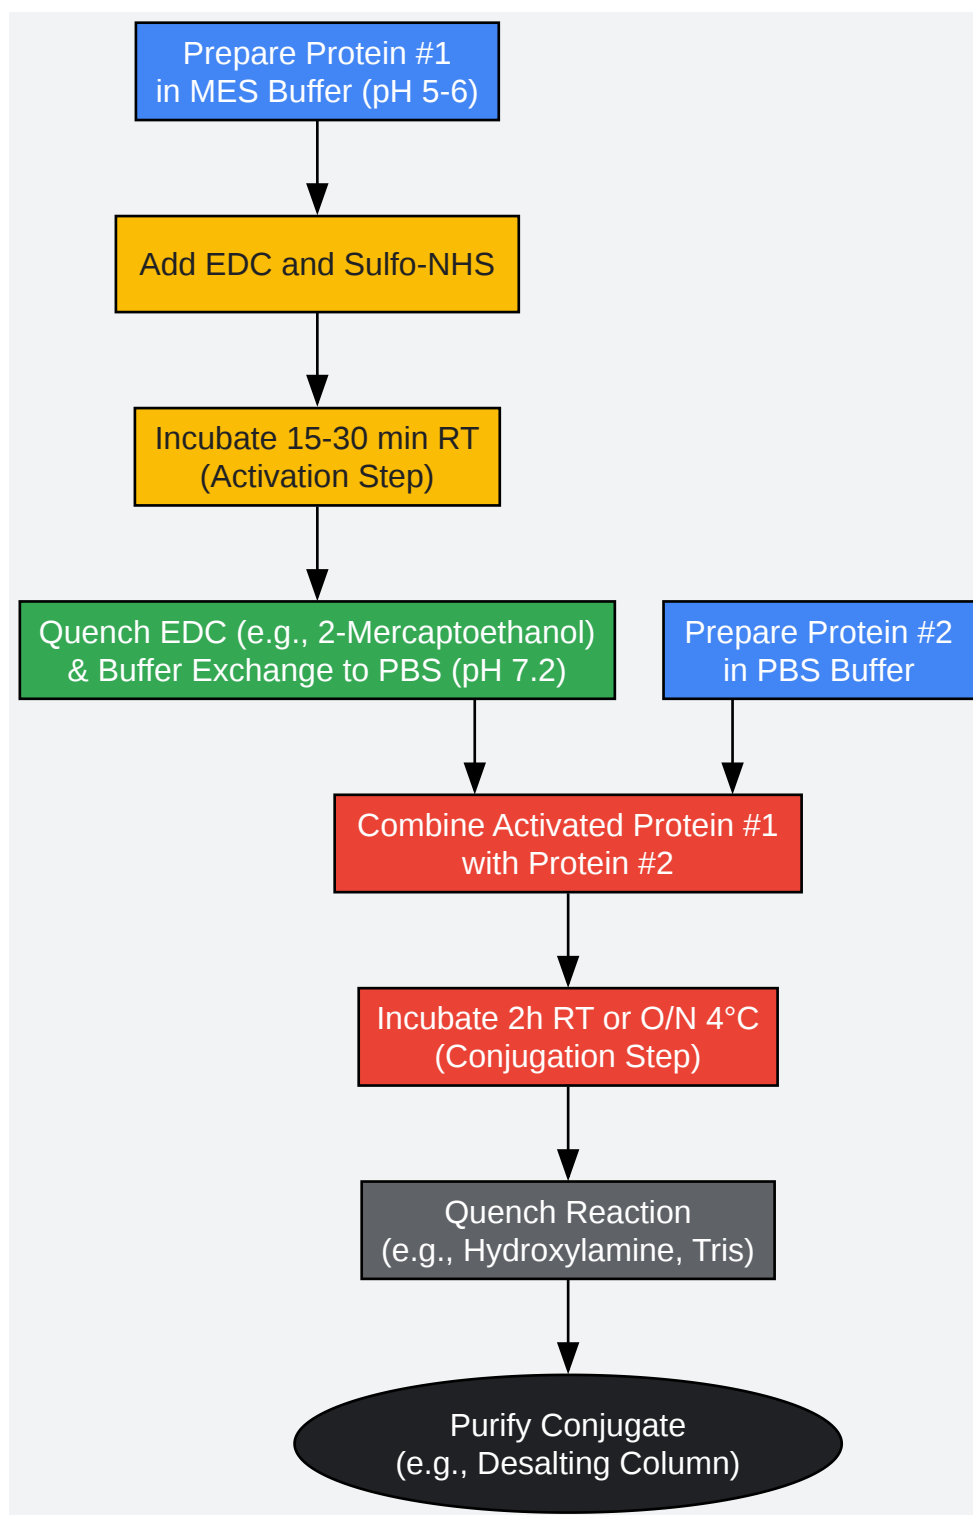 Prepare Protein #1
in MES Buffer (pH 5-6)
Add EDC and Sulfo-NHS
Incubate 15-30 min RT
(Activation Step)
Quench EDC (e.g., 2-Mercaptoethanol)
& Buffer Exchange to PBS (pH 7.2)
Prepare Protein #2
in PBS Buffer
Combine Activated Protein #1
with Protein #2
Incubate 2h RT or O/N 4°C
(Conjugation Step)
Quench Reaction
(e.g., Hydroxylamine, Tris)
Purify Conjugate
(e.g., Desalting Column)